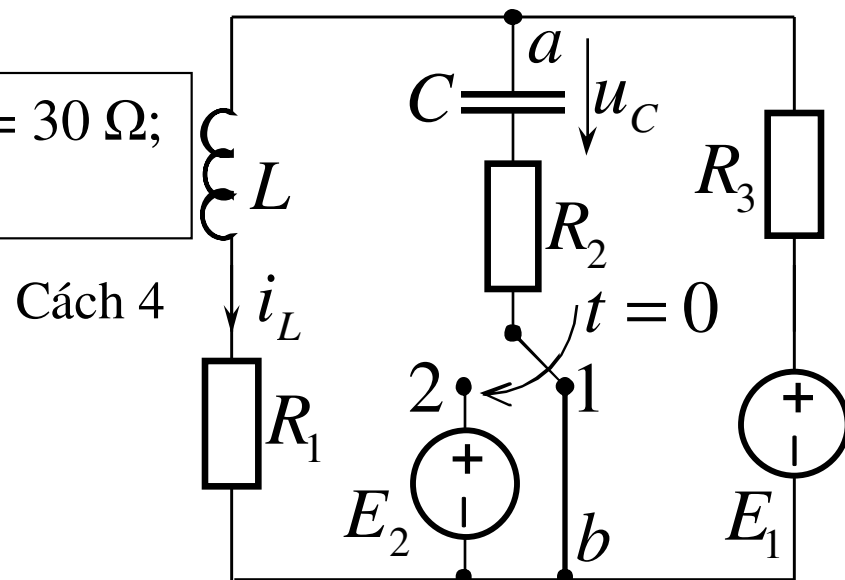 = 30 Ω;
Cách 4
L
i_L
R_1
a
C
u_C
R_2
t = 0
2
1
+
−
E_2
b
R_3
+
−
E_1